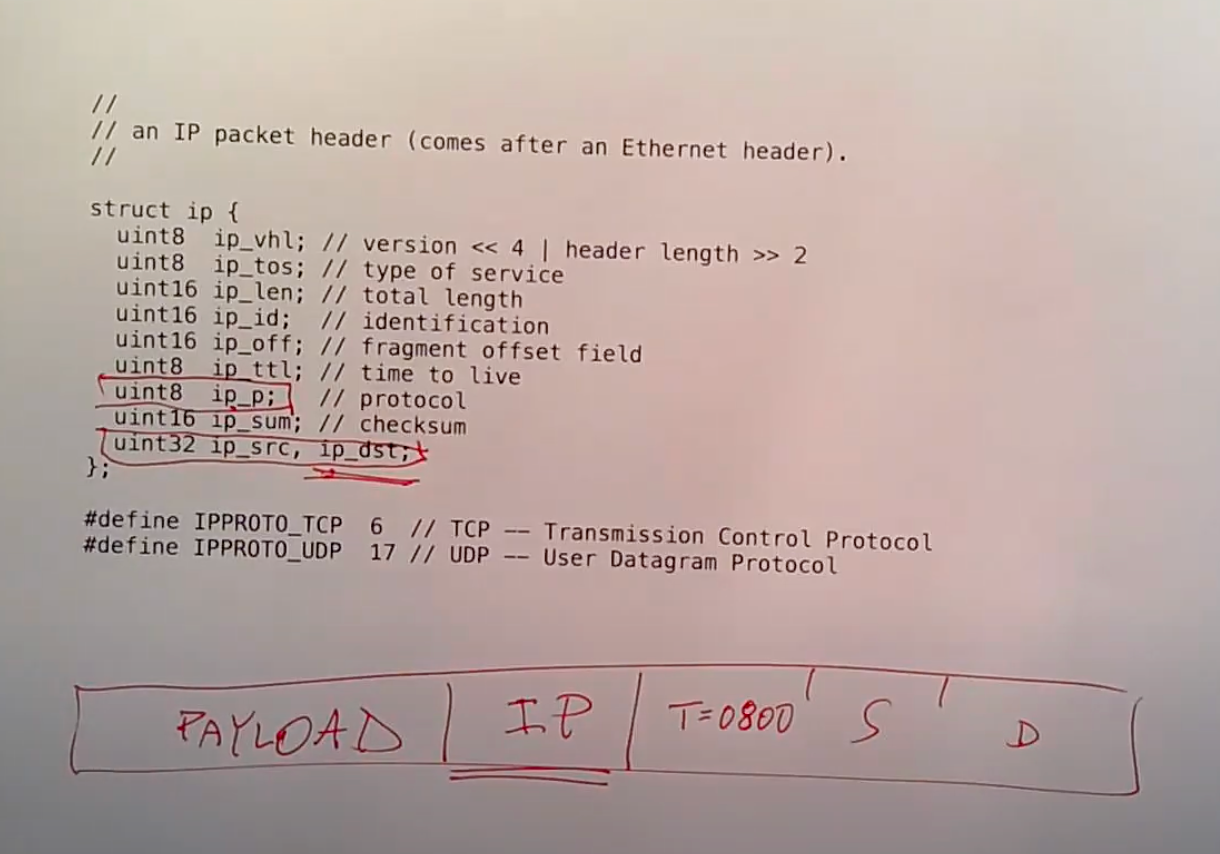 //
// an IP packet header (comes after an Ethernet header).
//
struct ip {
  uint8  ip_vhl; // version << 4 | header length >> 2
  uint8  ip_tos; // type of service
  uint16 ip_len; // total length
  uint16 ip_id;  // identification
  uint16 ip_off; // fragment offset field
  uint8  ip_ttl; // time to live
  uint8  ip_p;   // protocol
  uint16 ip_sum; // checksum
  uint32 ip_src, ip_dst;
};
#define IPPROTO_TCP  6  // TCP -- Transmission Control Protocol
#define IPPROTO_UDP  17 // UDP -- User Datagram Protocol
PAYLOAD IP T=0800 S D